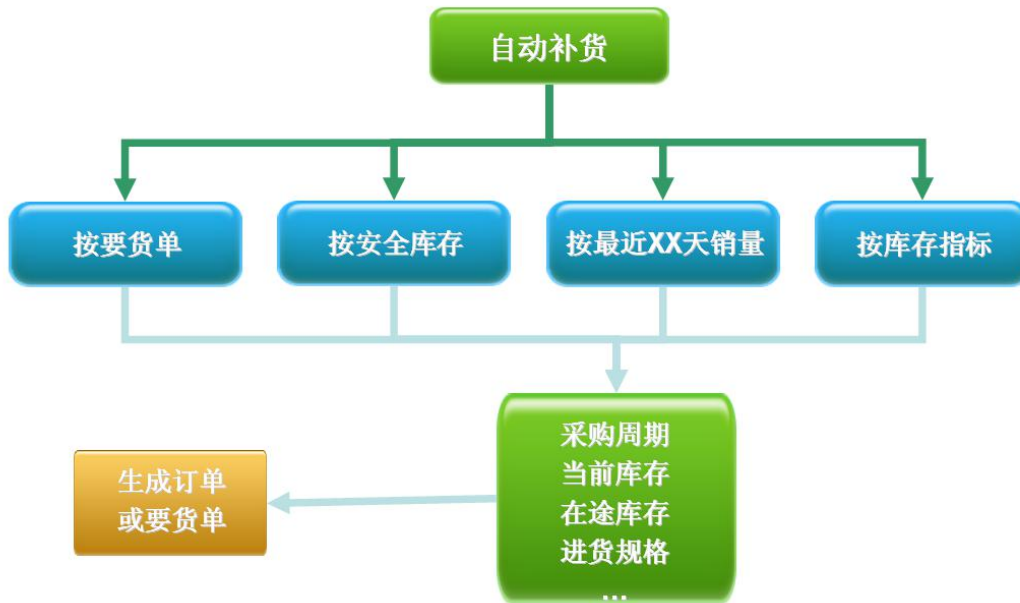 自动补货
按要货单
按安全库存
按最近XX天销量
按库存指标
采购周期
当前库存
在途库存
进货规格
...
生成订单
或要货单